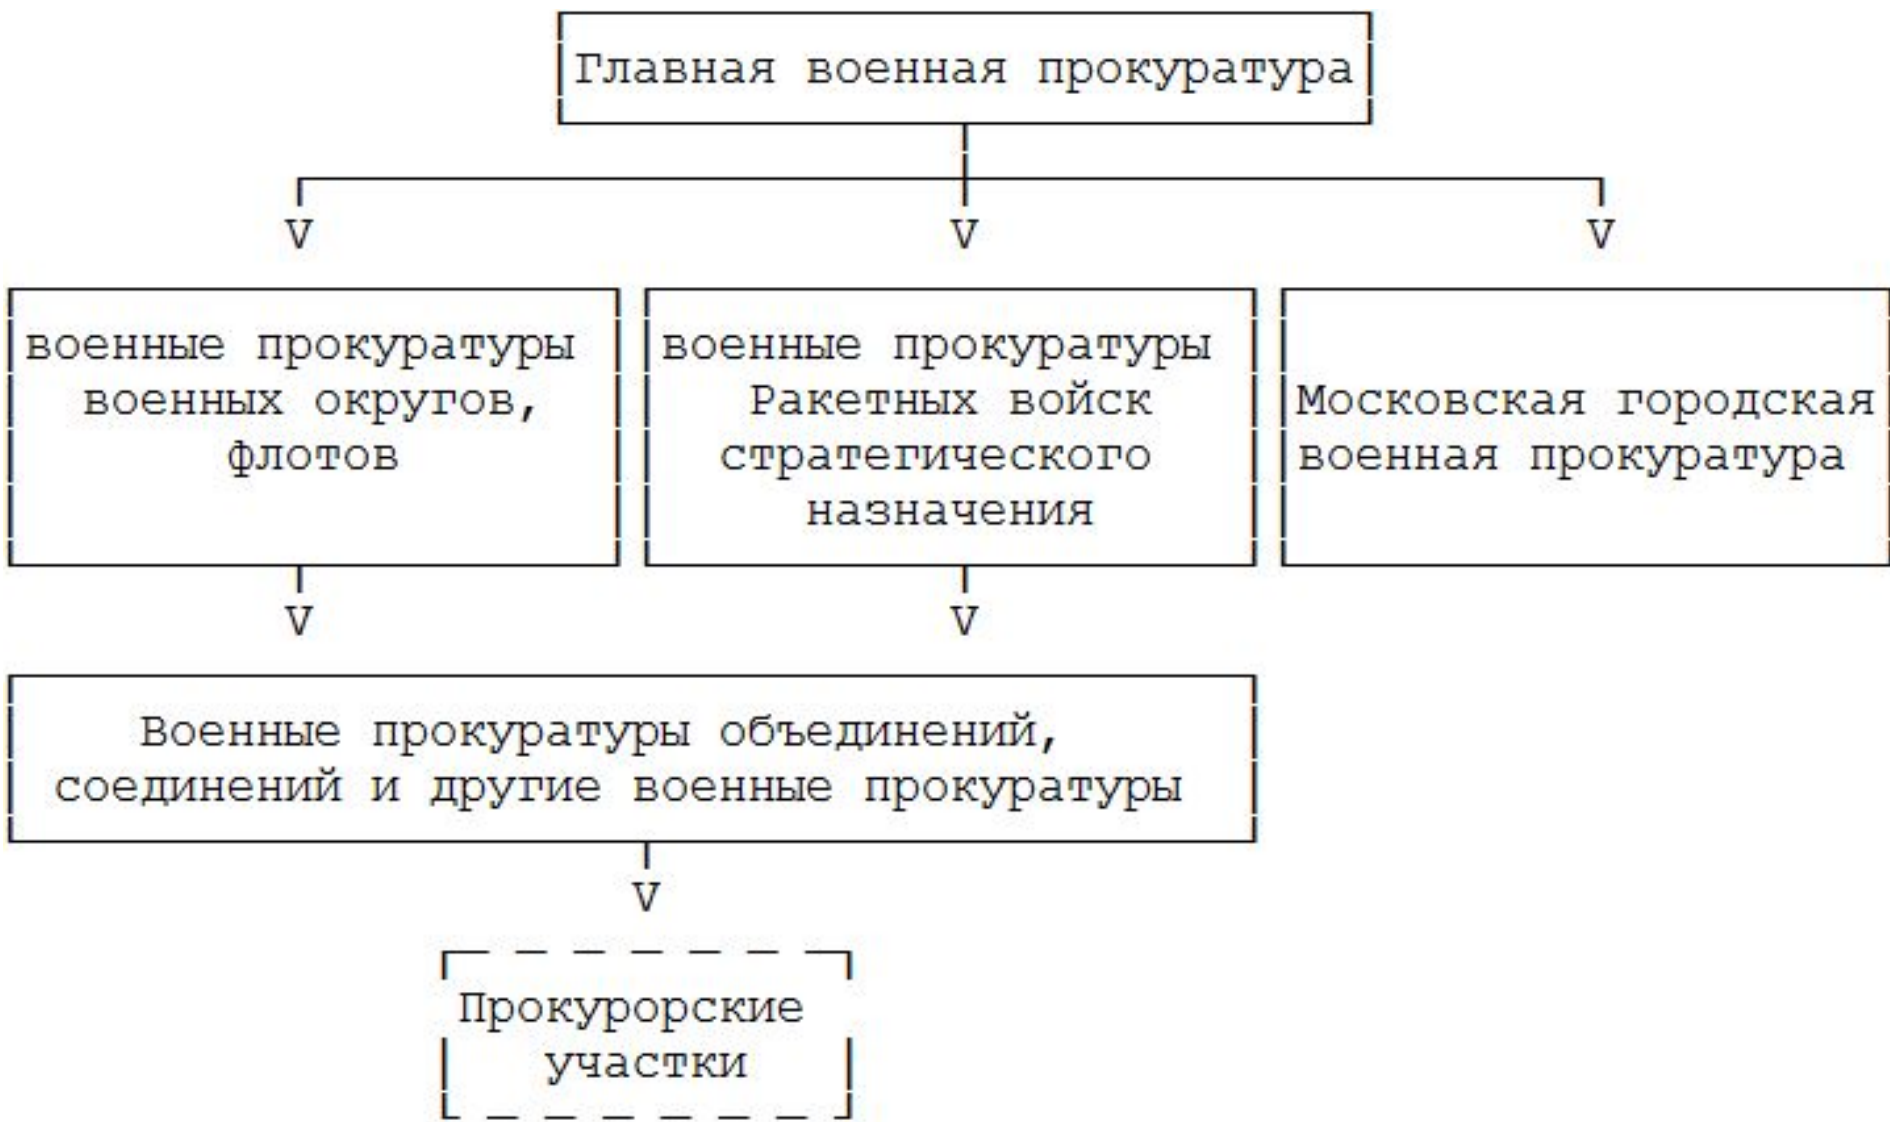 Главная военная прокуратура
V
V
V
военные прокуратуры
военных округов,
флотов
военные прокуратуры
Ракетных войск
стратегического
назначения
Московская городская
военная прокуратура
V
V
Военные прокуратуры объединений,
соединений и другие военные прокуратуры
V
Прокурорские
участки